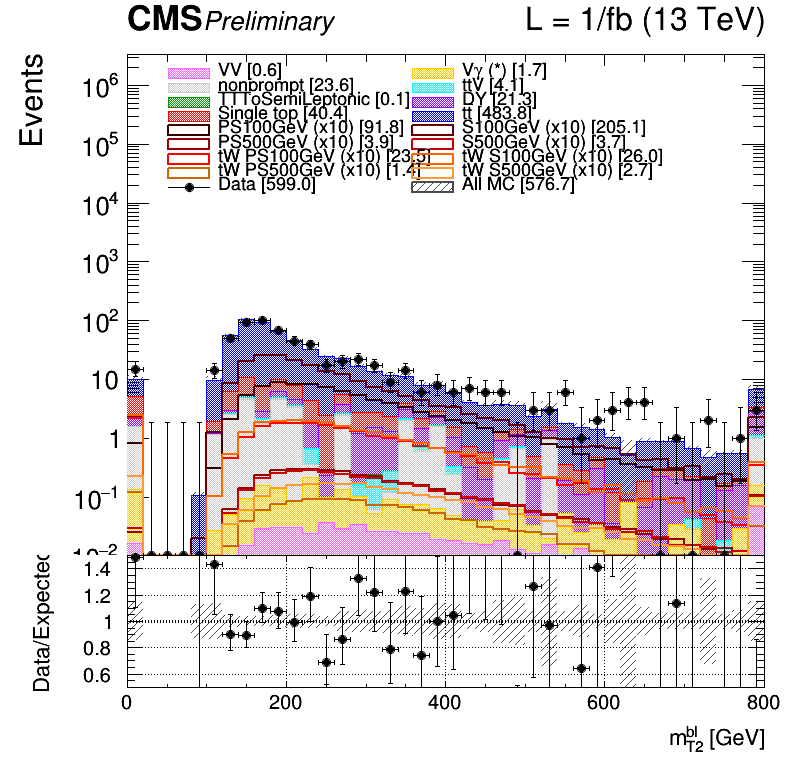 CMS Preliminary L = 1/fb (13 TeV)
Events
VV [0.6] Vγ (*) [1.7]
nonprompt [23.6] ttV [4.1]
TTToSemiLeptonic [0.1] DY [21.3]
Single top [40.4] tt [483.8]
PS100GeV (x10) [91.8] S100GeV (x10) [205.1]
PS500GeV (x10) [3.9] S500GeV (x10) [3.7]
tW PS100GeV (x10) [23.5] tW S100GeV (x10) [26.0]
tW PS500GeV (x10) [1.4] tW S500GeV (x10) [2.7]
Data [599.0] All MC [576.7]
10⁶
10⁵
10⁴
10³
10²
10
1
10⁻¹
10⁻²
Data/Expected
1.4
1.2
1
0.8
0.6
0 200 400 600 800
m_{T2}^{bl} [GeV]